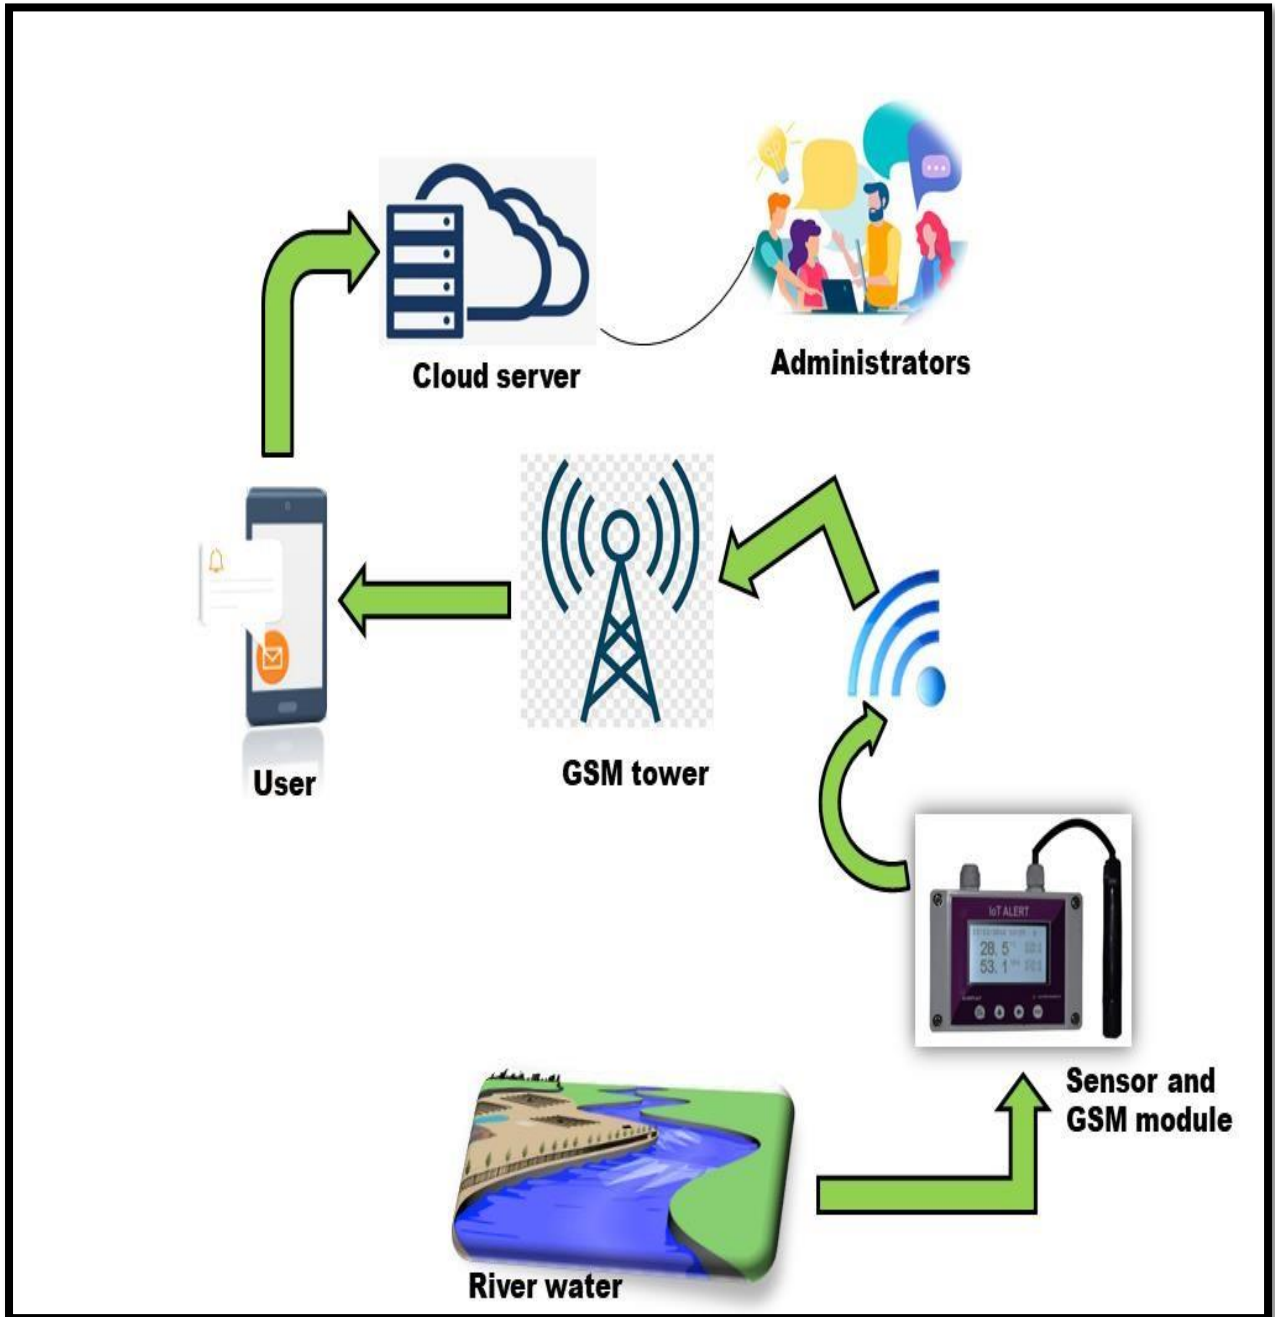 Cloud server
Administrators
User
GSM tower
IoT ALERT
28.5
53.1
Sensor and
GSM module
River water